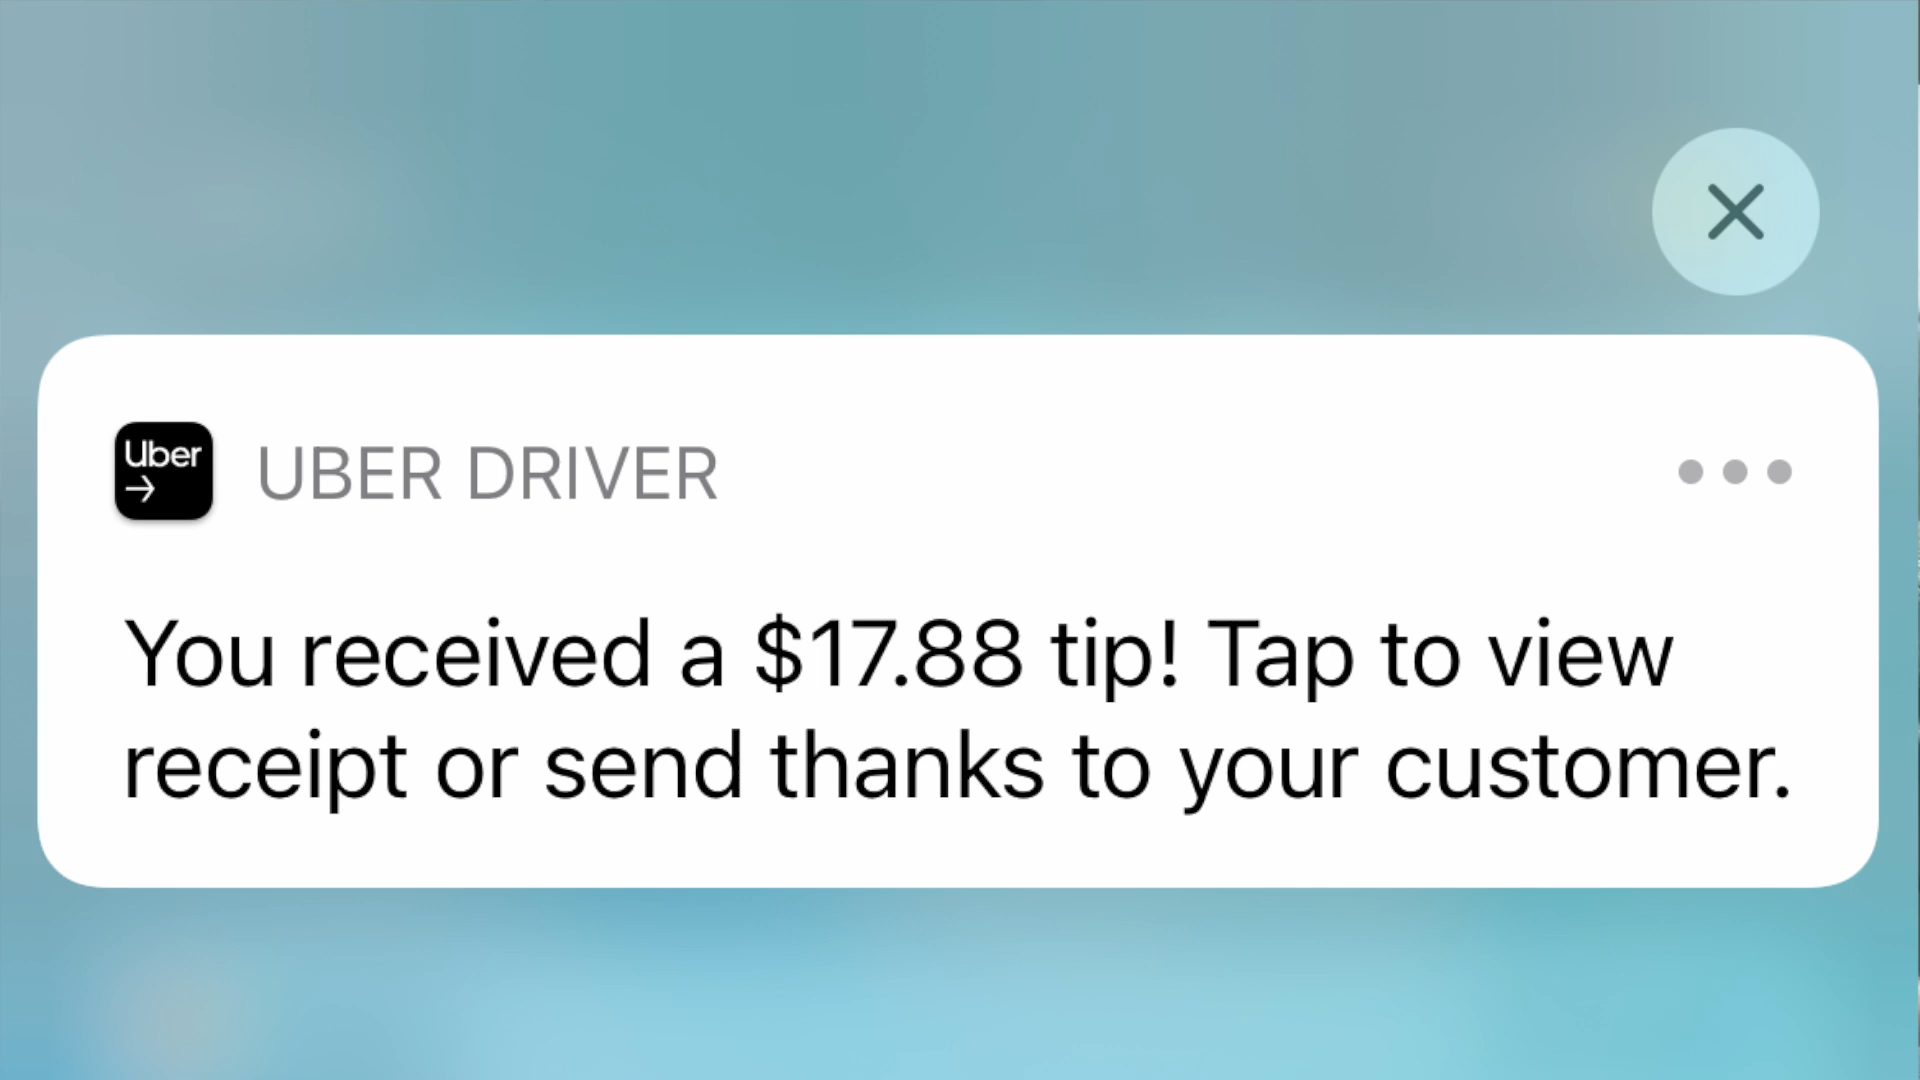 Uber
UBER DRIVER
You received a $17.88 tip! Tap to view
receipt or send thanks to your customer.